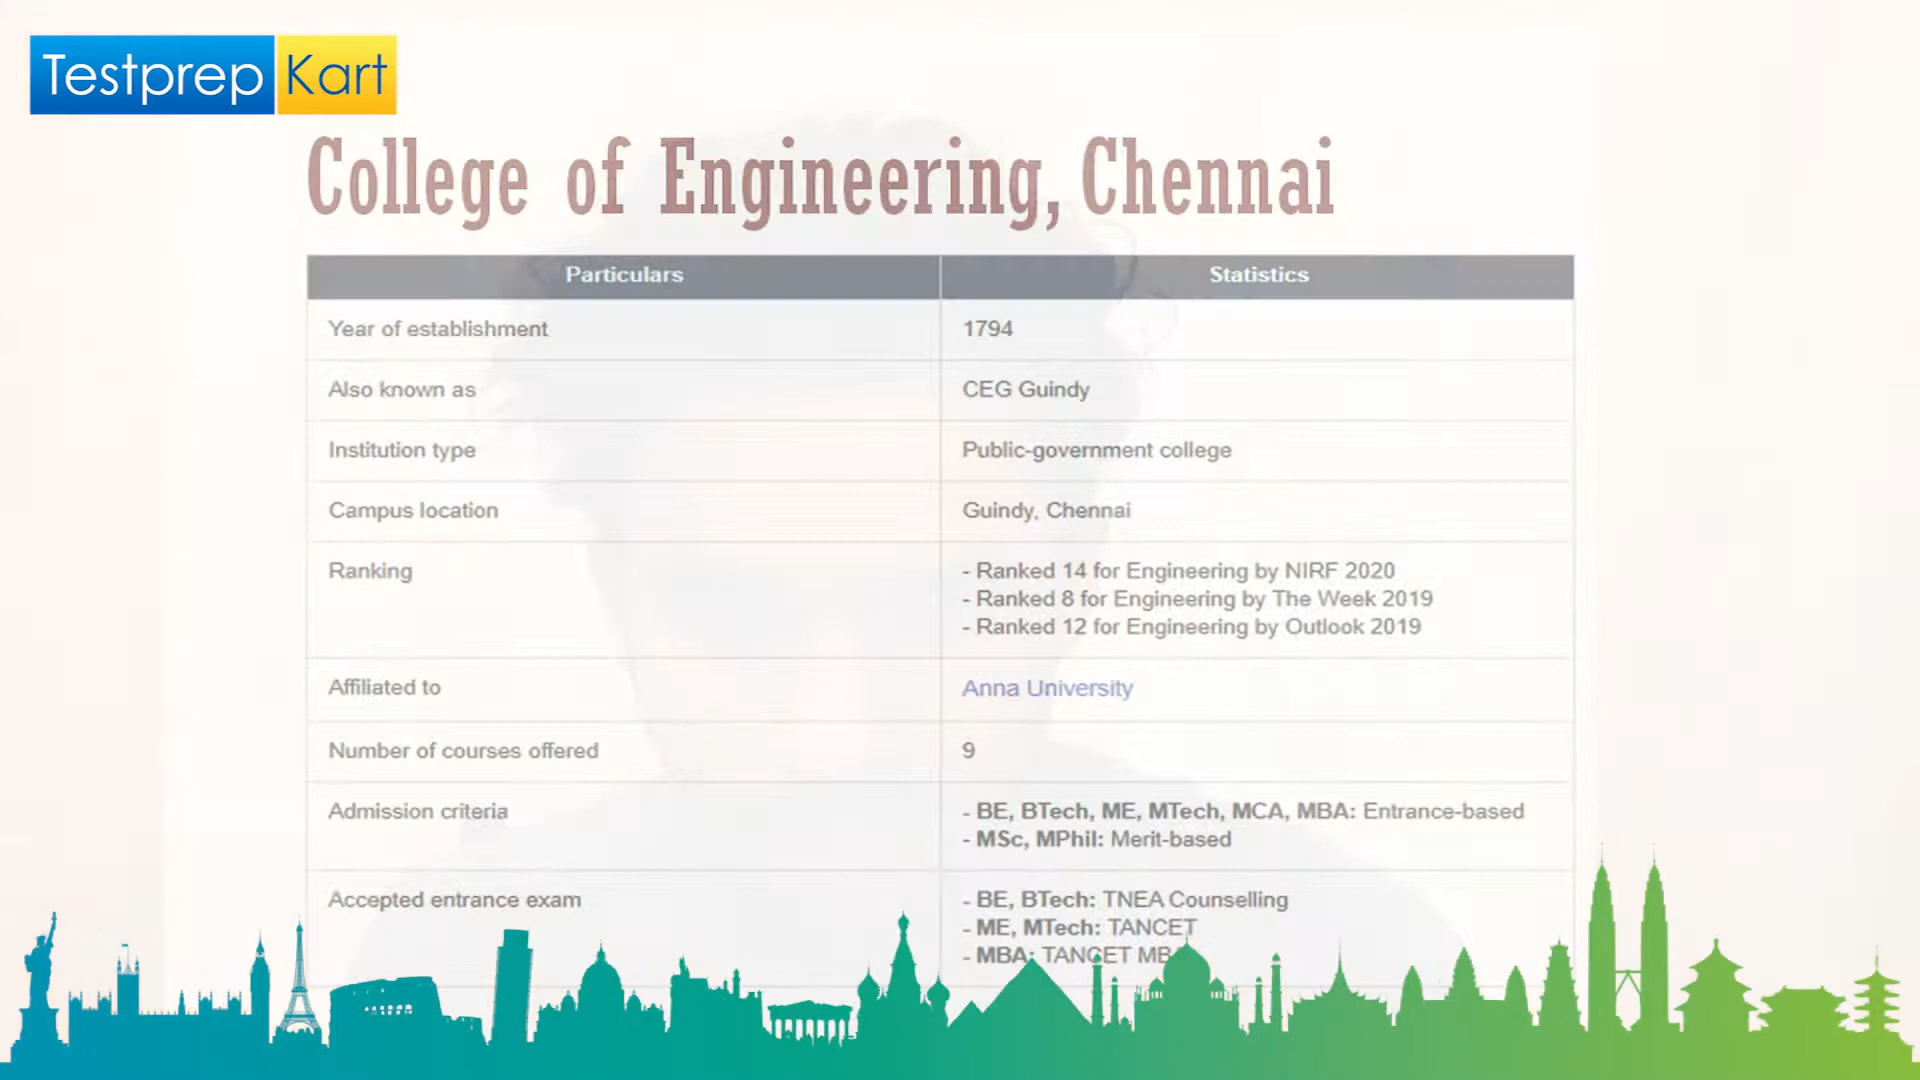 Testprep Kart
College of Engineering, Chennai
Particulars Statistics
Year of establishment 1794
Also known as CEG Guindy
Institution type Public-government college
Campus location Guindy, Chennai
Ranking - Ranked 14 for Engineering by NIRF 2020
- Ranked 8 for Engineering by The Week 2019
- Ranked 12 for Engineering by Outlook 2019
Affiliated to Anna University
Number of courses offered 9
Admission criteria - BE, BTech, ME, MTech, MCA, MBA: Entrance-based
- MSc, MPhil: Merit-based
Accepted entrance exam - BE, BTech: TNEA Counselling
- ME, MTech: TANCET
- MBA: TANCET